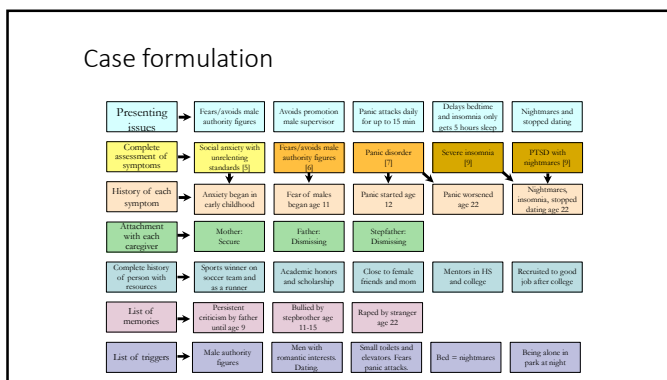 Case formulation
Presenting
issues
Fears/avoids male
authority figures
Avoids promotion
male supervisor
Panic attacks daily
for up to 15 min
Delays bedtime
and insomnia only
gets 5 hours sleep
Nightmares and
stopped dating
Complete
assessment of
symptoms
Social anxiety with
unrelenting
standards [5]
Fears/avoids male
authority figures
[6]
Panic disorder
[7]
Severe insomnia
[9]
PTSD with
nightmares [9]
History of each
symptom
Anxiety began in
early childhood
Fear of males
began age 11
Panic started age
12
Panic worsened
age 22
Nightmares,
insomnia, stopped
dating age 22
Attachment
with each
caregiver
Mother:
Secure
Father:
Dismissing
Stepfather:
Dismissing
Complete history
of person with
resources
Sports winner on
soccer team and
as a runner
Academic honors
and scholarship
Close to female
friends and mom
Mentors in HS
and college
Recruited to good
job after college
List of
memories
Persistent
criticism by father
until age 9
Bullied by
stepbrother age
11-15
Raped by stranger
age 22
List of triggers
Male authority
figures
Men with
romantic interests.
Dating.
Small toilets and
elevators. Fears
panic attacks.
Bed = nightmares
Being alone in
park at night